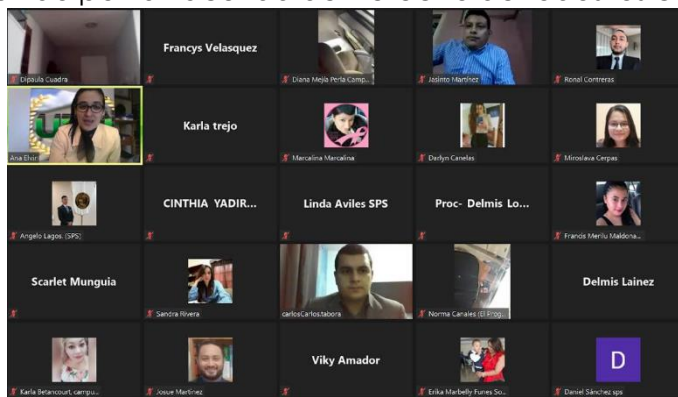 Dipaula Cuadra
Francys Velasquez
Diana Mejía Perla Camp...
Jasinto Martínez
Ronal Contreras
Ana Elvir
Karla trejo
Marcalina Marcalina
Darlyn Canelas
Miroslava Cerpas
Angelo Lagos. (SPS)
CINTHIA YADIR...
Linda Aviles SPS
Proc- Delmis Lo...
Francis Merilu Maldona...
Scarlet Munguia
Sandra Rivera
carlosCarlos.tabora
Norma Canales (El Prog...
Delmis Lainez
Karla Betancourt, campu...
Josue Martinez
Viky Amador
Erika Marbelly Funes So...
D
Daniel Sánchez sps